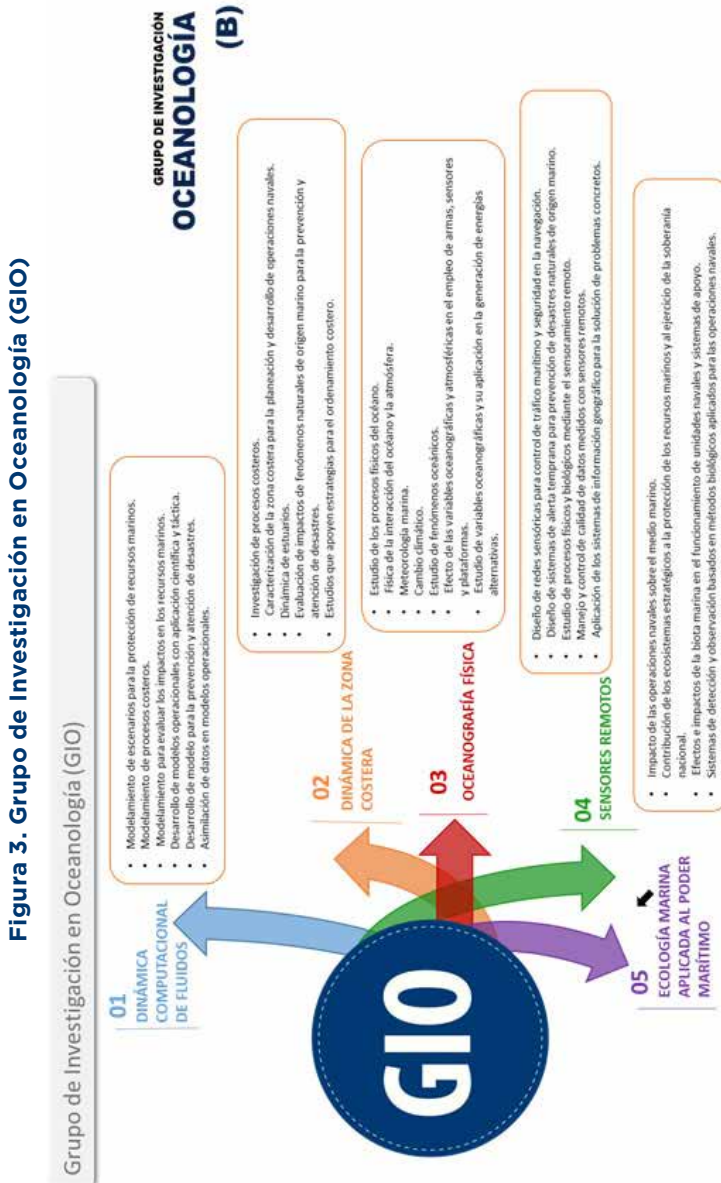 Figura 3. Grupo de Investigación en Oceanología (GIO)
Grupo de Investigación en Oceanología (GIO)
GRUPO DE INVESTIGACIÓN
OCEANOLOGÍA
(B)
GIO
01
DINÁMICA
COMPUTACIONAL
DE FLUIDOS
• Modelamiento de escenarios para la protección de recursos marinos.
• Modelamiento de procesos costeros.
• Modelamiento para evaluar los impactos en los recursos marinos.
• Desarrollo de modelos operacionales con aplicación científica y táctica.
• Desarrollo de modelo para la prevención y atención de desastres.
• Asimilación de datos en modelos operacionales.
02
DINÁMICA DE LA ZONA
COSTERA
• Investigación de procesos costeros.
• Caracterización de la zona costera para la planeación y desarrollo de operaciones navales.
• Dinámica de estuarios.
• Evaluación de impactos de fenómenos naturales de origen marino para la prevención y
atención de desastres.
• Estudios que apoyen estrategias para el ordenamiento costero.
03
OCEANOGRAFÍA FÍSICA
• Estudio de los procesos físicos del océano.
• Física de la interacción del océano y la atmósfera.
• Meteorología marina.
• Cambio climático.
• Estudio de fenómenos oceánicos.
• Efecto de las variables oceanográficas y atmosféricas en el empleo de armas, sensores
y plataformas.
• Estudio de variables oceanográficas y su aplicación en la generación de energías
alternativas.
04
SENSORES REMOTOS
• Diseño de redes sensóricas para control de tráfico marítimo y seguridad en la navegación.
• Diseño de sistemas de alerta temprana para prevención de desastres naturales de origen marino.
• Estudio de procesos físicos y biológicos mediante el sensoramiento remoto.
• Manejo y control de calidad de datos medidos con sensores remotos.
• Aplicación de los sistemas de información geográfico para la solución de problemas concretos.
05
ECOLOGÍA MARINA
APLICADA AL PODER
MARÍTIMO
• Impacto de las operaciones navales sobre el medio marino.
• Contribución de los ecosistemas estratégicos a la protección de los recursos marinos y al ejercicio de la soberanía
nacional.
• Efectos e impactos de la biota marina en el funcionamiento de unidades navales y sistemas de apoyo.
• Sistemas de detección y observación basados en métodos biológicos aplicados para las operaciones navales.